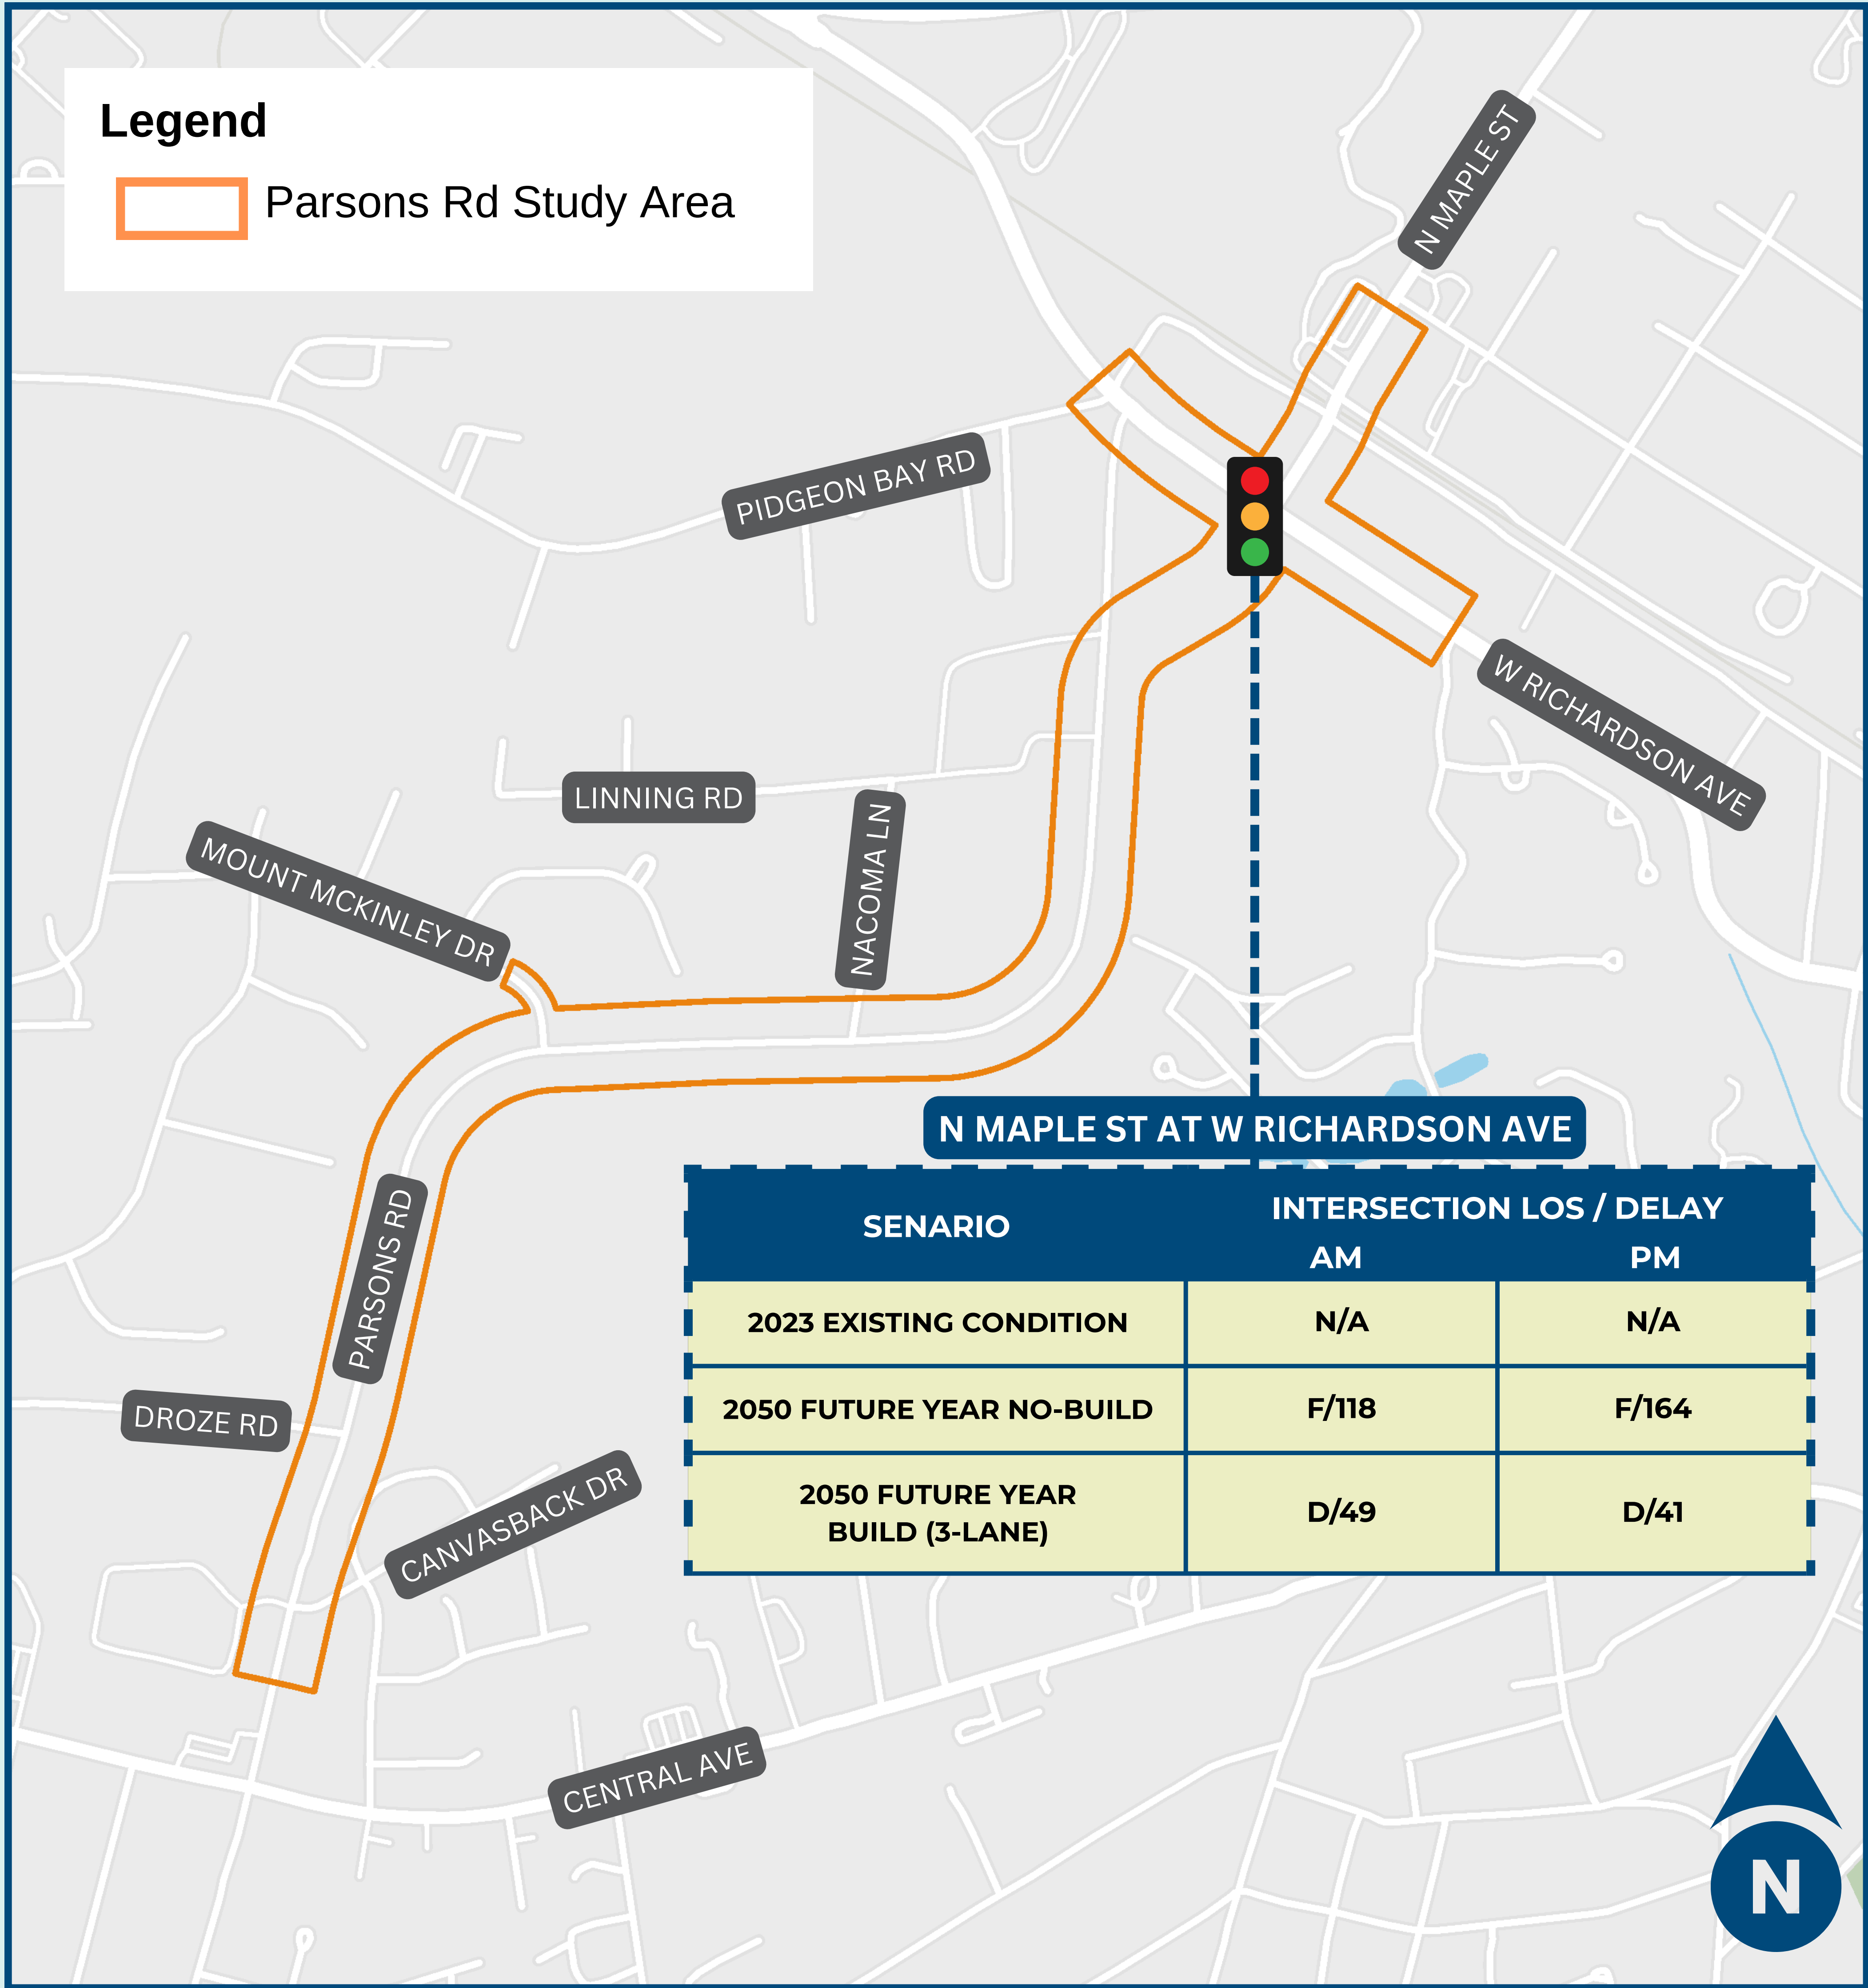 Legend
Parsons Rd Study Area
N MAPLE ST
PIDGEON BAY RD
W RICHARDSON AVE
LINNING RD
NACOMA LN
MOUNT MCKINLEY DR
PARSONS RD
DROZE RD
CANVASBACK DR
CENTRAL AVE
N MAPLE ST AT W RICHARDSON AVE
SENARIO
INTERSECTION LOS / DELAY
AM PM
2023 EXISTING CONDITION N/A N/A
2050 FUTURE YEAR NO-BUILD F/118 F/164
2050 FUTURE YEAR
BUILD (3-LANE) D/49 D/41
N